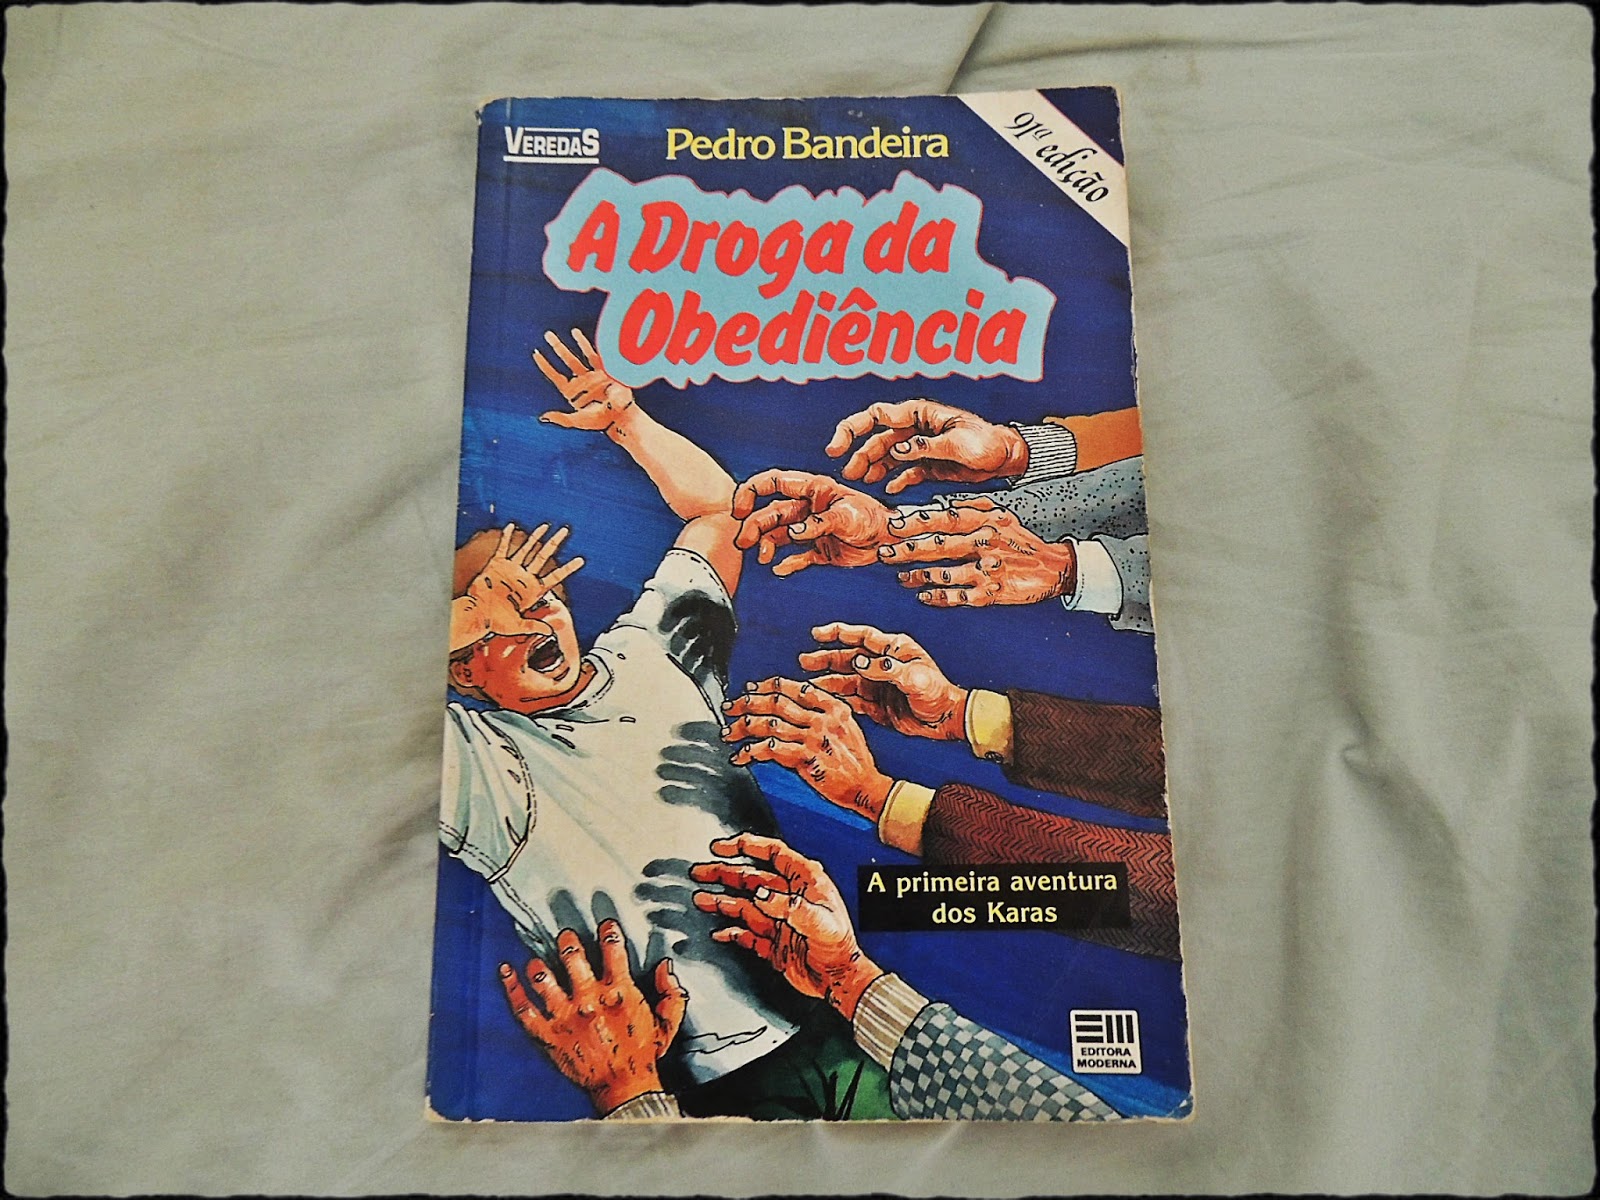 VEREDAS
Pedro Bandeira
91ª edição
A Droga da
Obediência
A primeira aventura
dos Karas
EDITORA
MODERNA